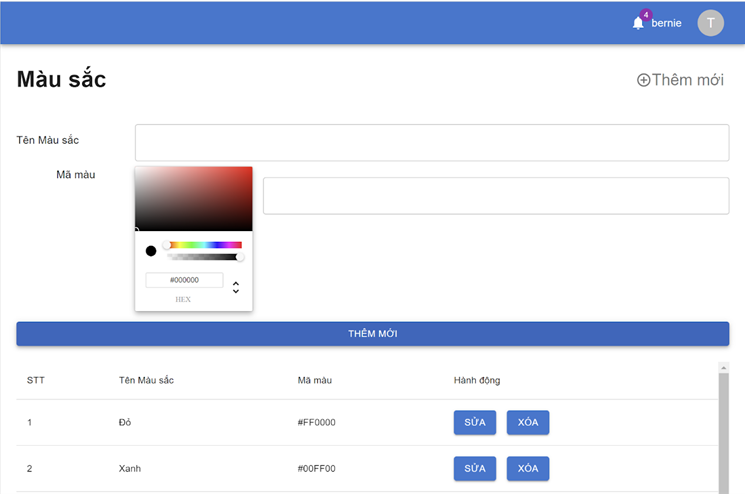 4
bernie
T
Màu sắc
Thêm mới
Tên Màu sắc
Mã màu
#000000
HEX
THÊM MỚI
STT Tên Màu sắc Mã màu Hành động
1 Đỏ #FF0000 SỬA XÓA
2 Xanh #00FF00 SỬA XÓA